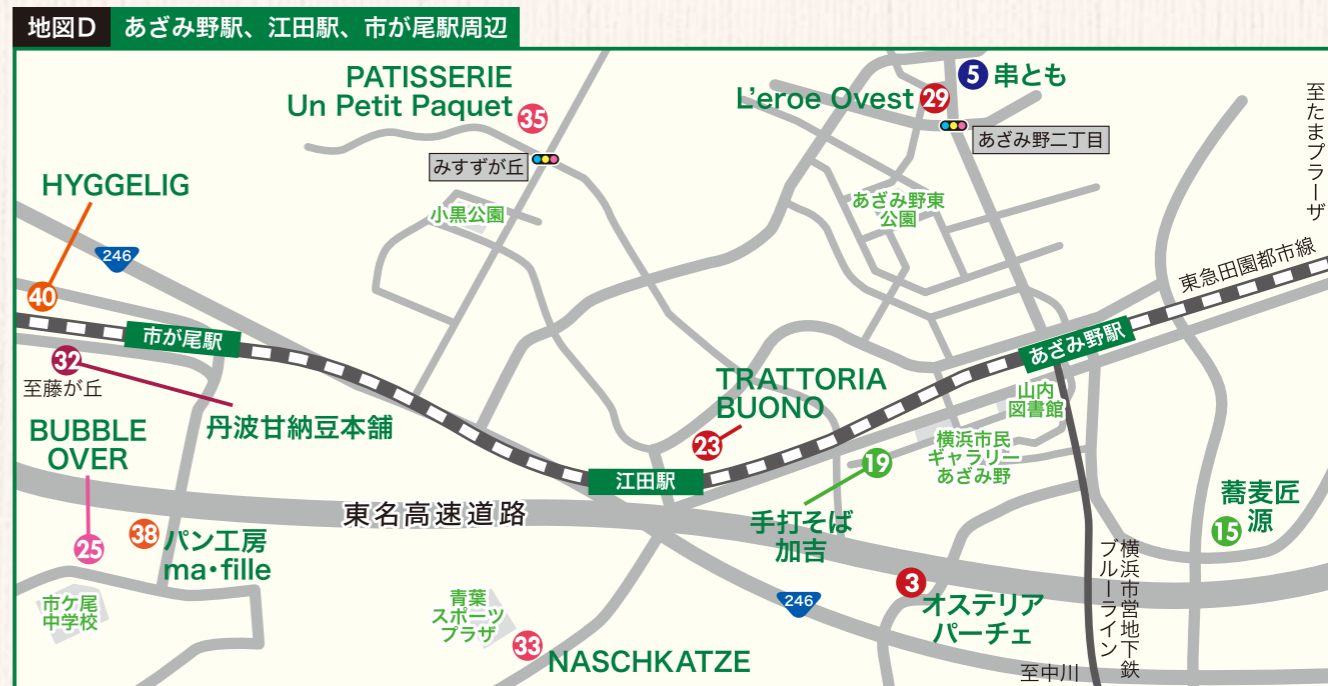 地図D あざみ野駅、江田駅、市が尾駅周辺
PATISSERIE
Un Petit Paquet
35
L'eroe Ovest 29
5 串とも
あざみ野二丁目
至たまプラーザ
みすずが丘
HYGGELIG
小黒公園
あざみ野東
公園
246
40
東急田園都市線
市が尾駅
あざみ野駅
32
至藤が丘
丹波甘納豆本舗
TRATTORIA
BUONO
23
山内
図書館
BUBBLE
OVER
横浜市民
ギャラリー
あざみ野
19
江田駅
東名高速道路
手打そば
加吉
蕎麦匠
源
15
25
38
パン工房
ma・fille
横浜市営地下鉄
ブルーライン
3
オステリア
パーチェ
市ケ尾
中学校
青葉
スポーツ
プラザ
246
33
NASCHKATZE
至中川